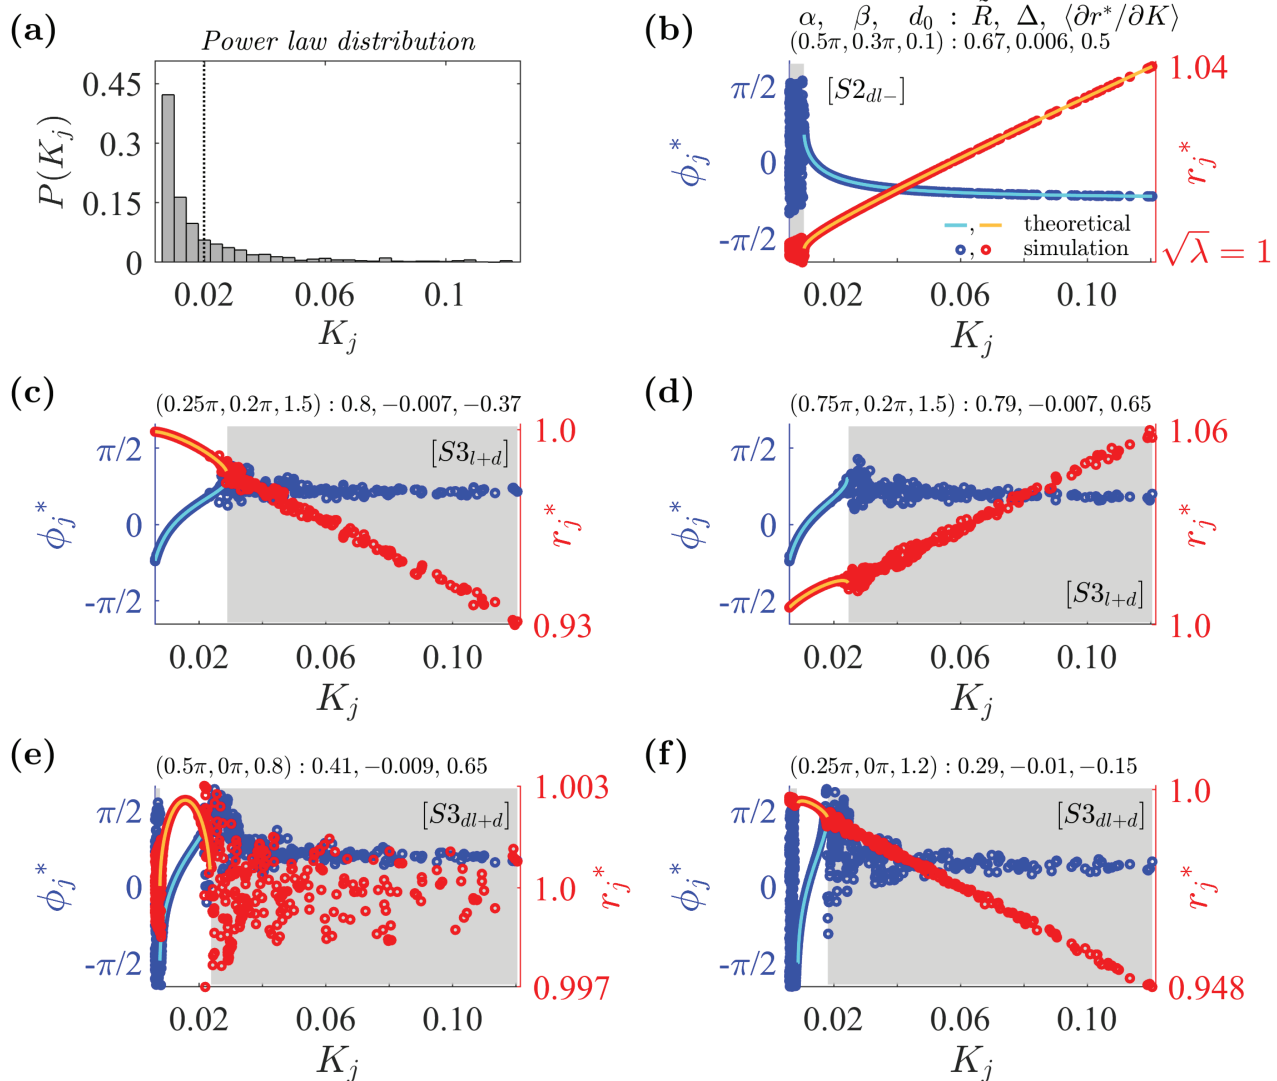 (a)
Power law distribution
P(K_j)
0.45
0.3
0.15
0
0.02
0.06
0.1
K_j
(b)
α, β, d_0 : R̃, Δ, ⟨∂r*/∂K⟩
(0.5π, 0.3π, 0.1) : 0.67, 0.006, 0.5
[S2_{dl−}]
ϕ_j^*
π/2
0
-π/2
r_j^*
1.04
√λ = 1
theoretical
simulation
0.02
0.06
0.10
K_j
(c)
(0.25π, 0.2π, 1.5) : 0.8, −0.007, −0.37
[S3_{l+d}]
ϕ_j^*
π/2
0
-π/2
r_j^*
1.0
0.93
0.02
0.06
0.10
K_j
(d)
(0.75π, 0.2π, 1.5) : 0.79, −0.007, 0.65
[S3_{l+d}]
ϕ_j^*
π/2
0
-π/2
r_j^*
1.06
1.0
0.02
0.06
0.10
K_j
(e)
(0.5π, 0π, 0.8) : 0.41, −0.009, 0.65
[S3_{dl+d}]
ϕ_j^*
π/2
0
-π/2
r_j^*
1.003
1.0
0.997
0.02
0.06
0.10
K_j
(f)
(0.25π, 0π, 1.2) : 0.29, −0.01, −0.15
[S3_{dl+d}]
ϕ_j^*
π/2
0
-π/2
r_j^*
1.0
0.948
0.02
0.06
0.10
K_j